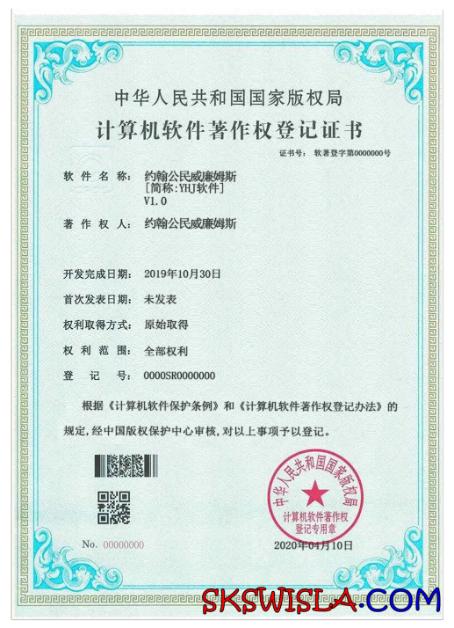 中华人民共和国国家版权局
计算机软件著作权登记证书
证书号: 软著登字第0000000号
软件名称: 约翰公民威廉姆斯
[简称:YHJ软件]
V1.0
著作权人: 约翰公民威廉姆斯
开发完成日期: 2019年10月30日
首次发表日期: 未发表
权利取得方式: 原始取得
权利范围: 全部权利
登记号: 0000SR0000000
根据《计算机软件保护条例》和《计算机软件著作权登记办法》的
规定,经中国版权保护中心审核,对以上事项予以登记。
中华人民共和国国家版权局
计算机软件著作权
登记专用章
No. 00000000
2020年04月10日
SKSWISLA.COM